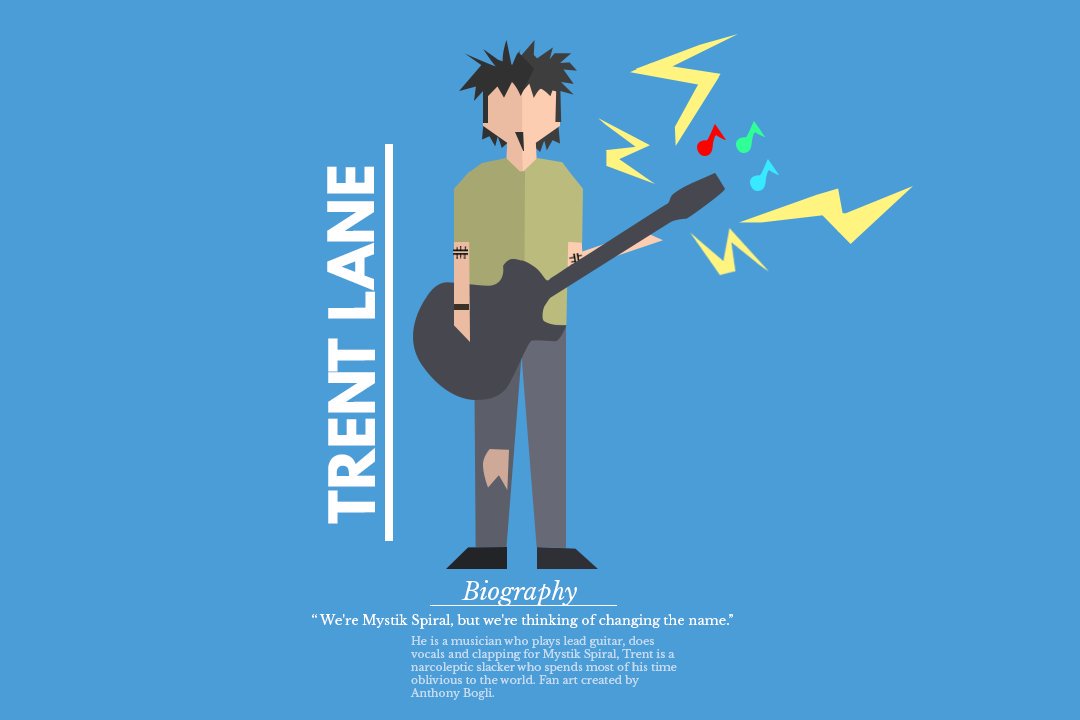 TRENT LANE
Biography
“ We're Mystik Spiral, but we're thinking of changing the name.”
He is a musician who plays lead guitar, does
vocals and clapping for Mystik Spiral, Trent is a
narcoleptic slacker who spends most of his time
oblivious to the world. Fan art created by
Anthony Bogli.